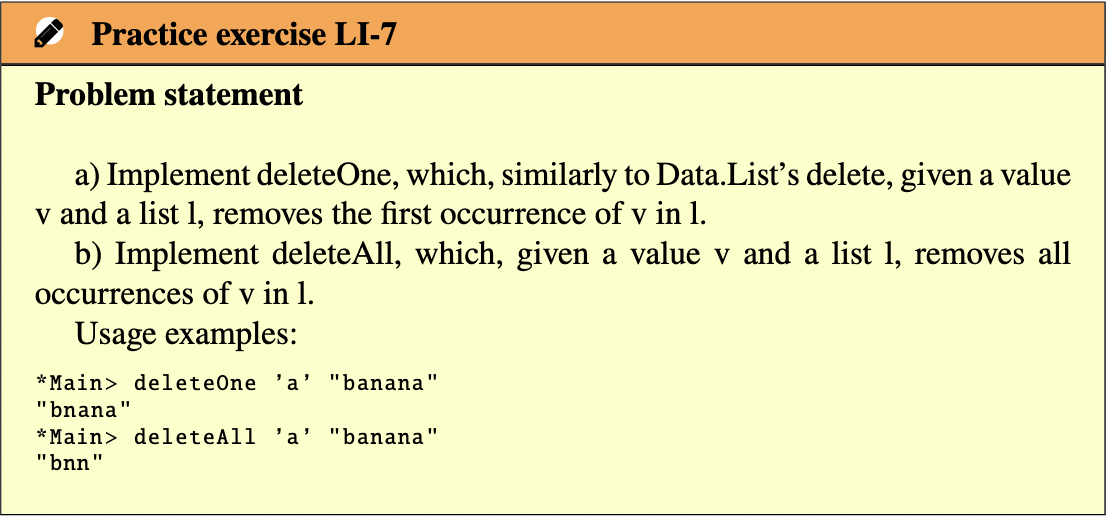 Practice exercise LI-7
Problem statement
a) Implement deleteOne, which, similarly to Data.List’s delete, given a value
v and a list l, removes the first occurrence of v in l.
b) Implement deleteAll, which, given a value v and a list l, removes all
occurrences of v in l.
Usage examples:
*Main> deleteOne ’a’ "banana"
"bnana"
*Main> deleteAll ’a’ "banana"
"bnn"